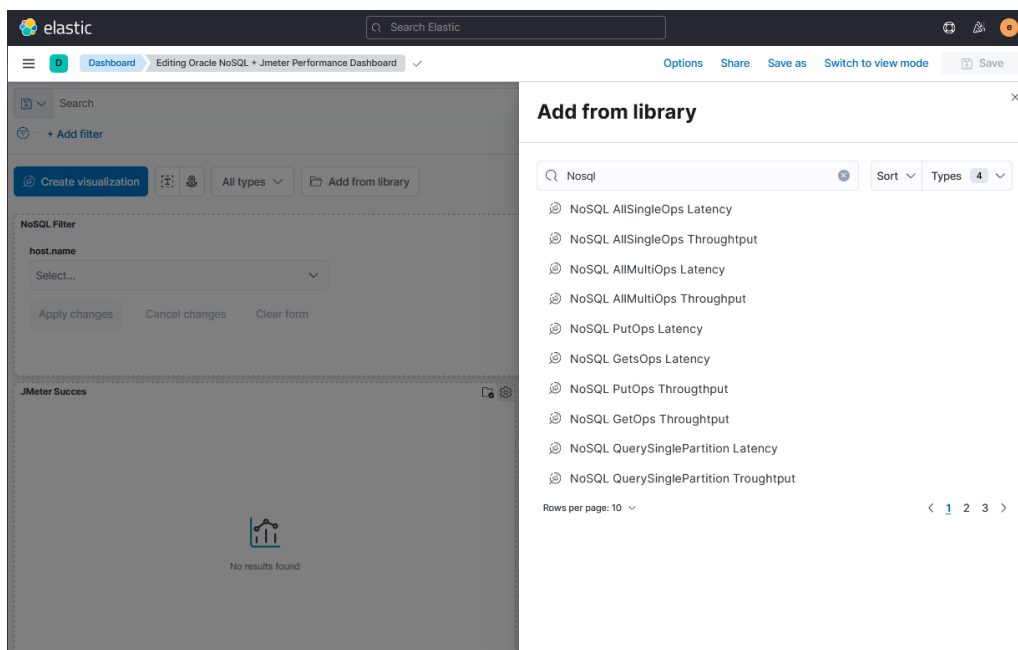 elastic
Search Elastic
e
D
Dashboard
Editing Oracle NoSQL + Jmeter Performance Dashboard
Options
Share
Save as
Switch to view mode
Save
Search
+ Add filter
Create visualization
All types
Add from library
NoSQL Filter
host.name
Select...
Apply changes
Cancel changes
Clear form
JMeter Succes
No results found
Add from library
Nosql
Sort
Types 4
NoSQL AllSingleOps Latency
NoSQL AllSingleOps Throughtput
NoSQL AllMultiOps Latency
NoSQL AllMultiOps Throughput
NoSQL PutOps Latency
NoSQL GetsOps Latency
NoSQL PutOps Througthput
NoSQL GetOps Throughtput
NoSQL QuerySinglePartition Latency
NoSQL QuerySinglePartition Troughtput
Rows per page: 10
1 2 3